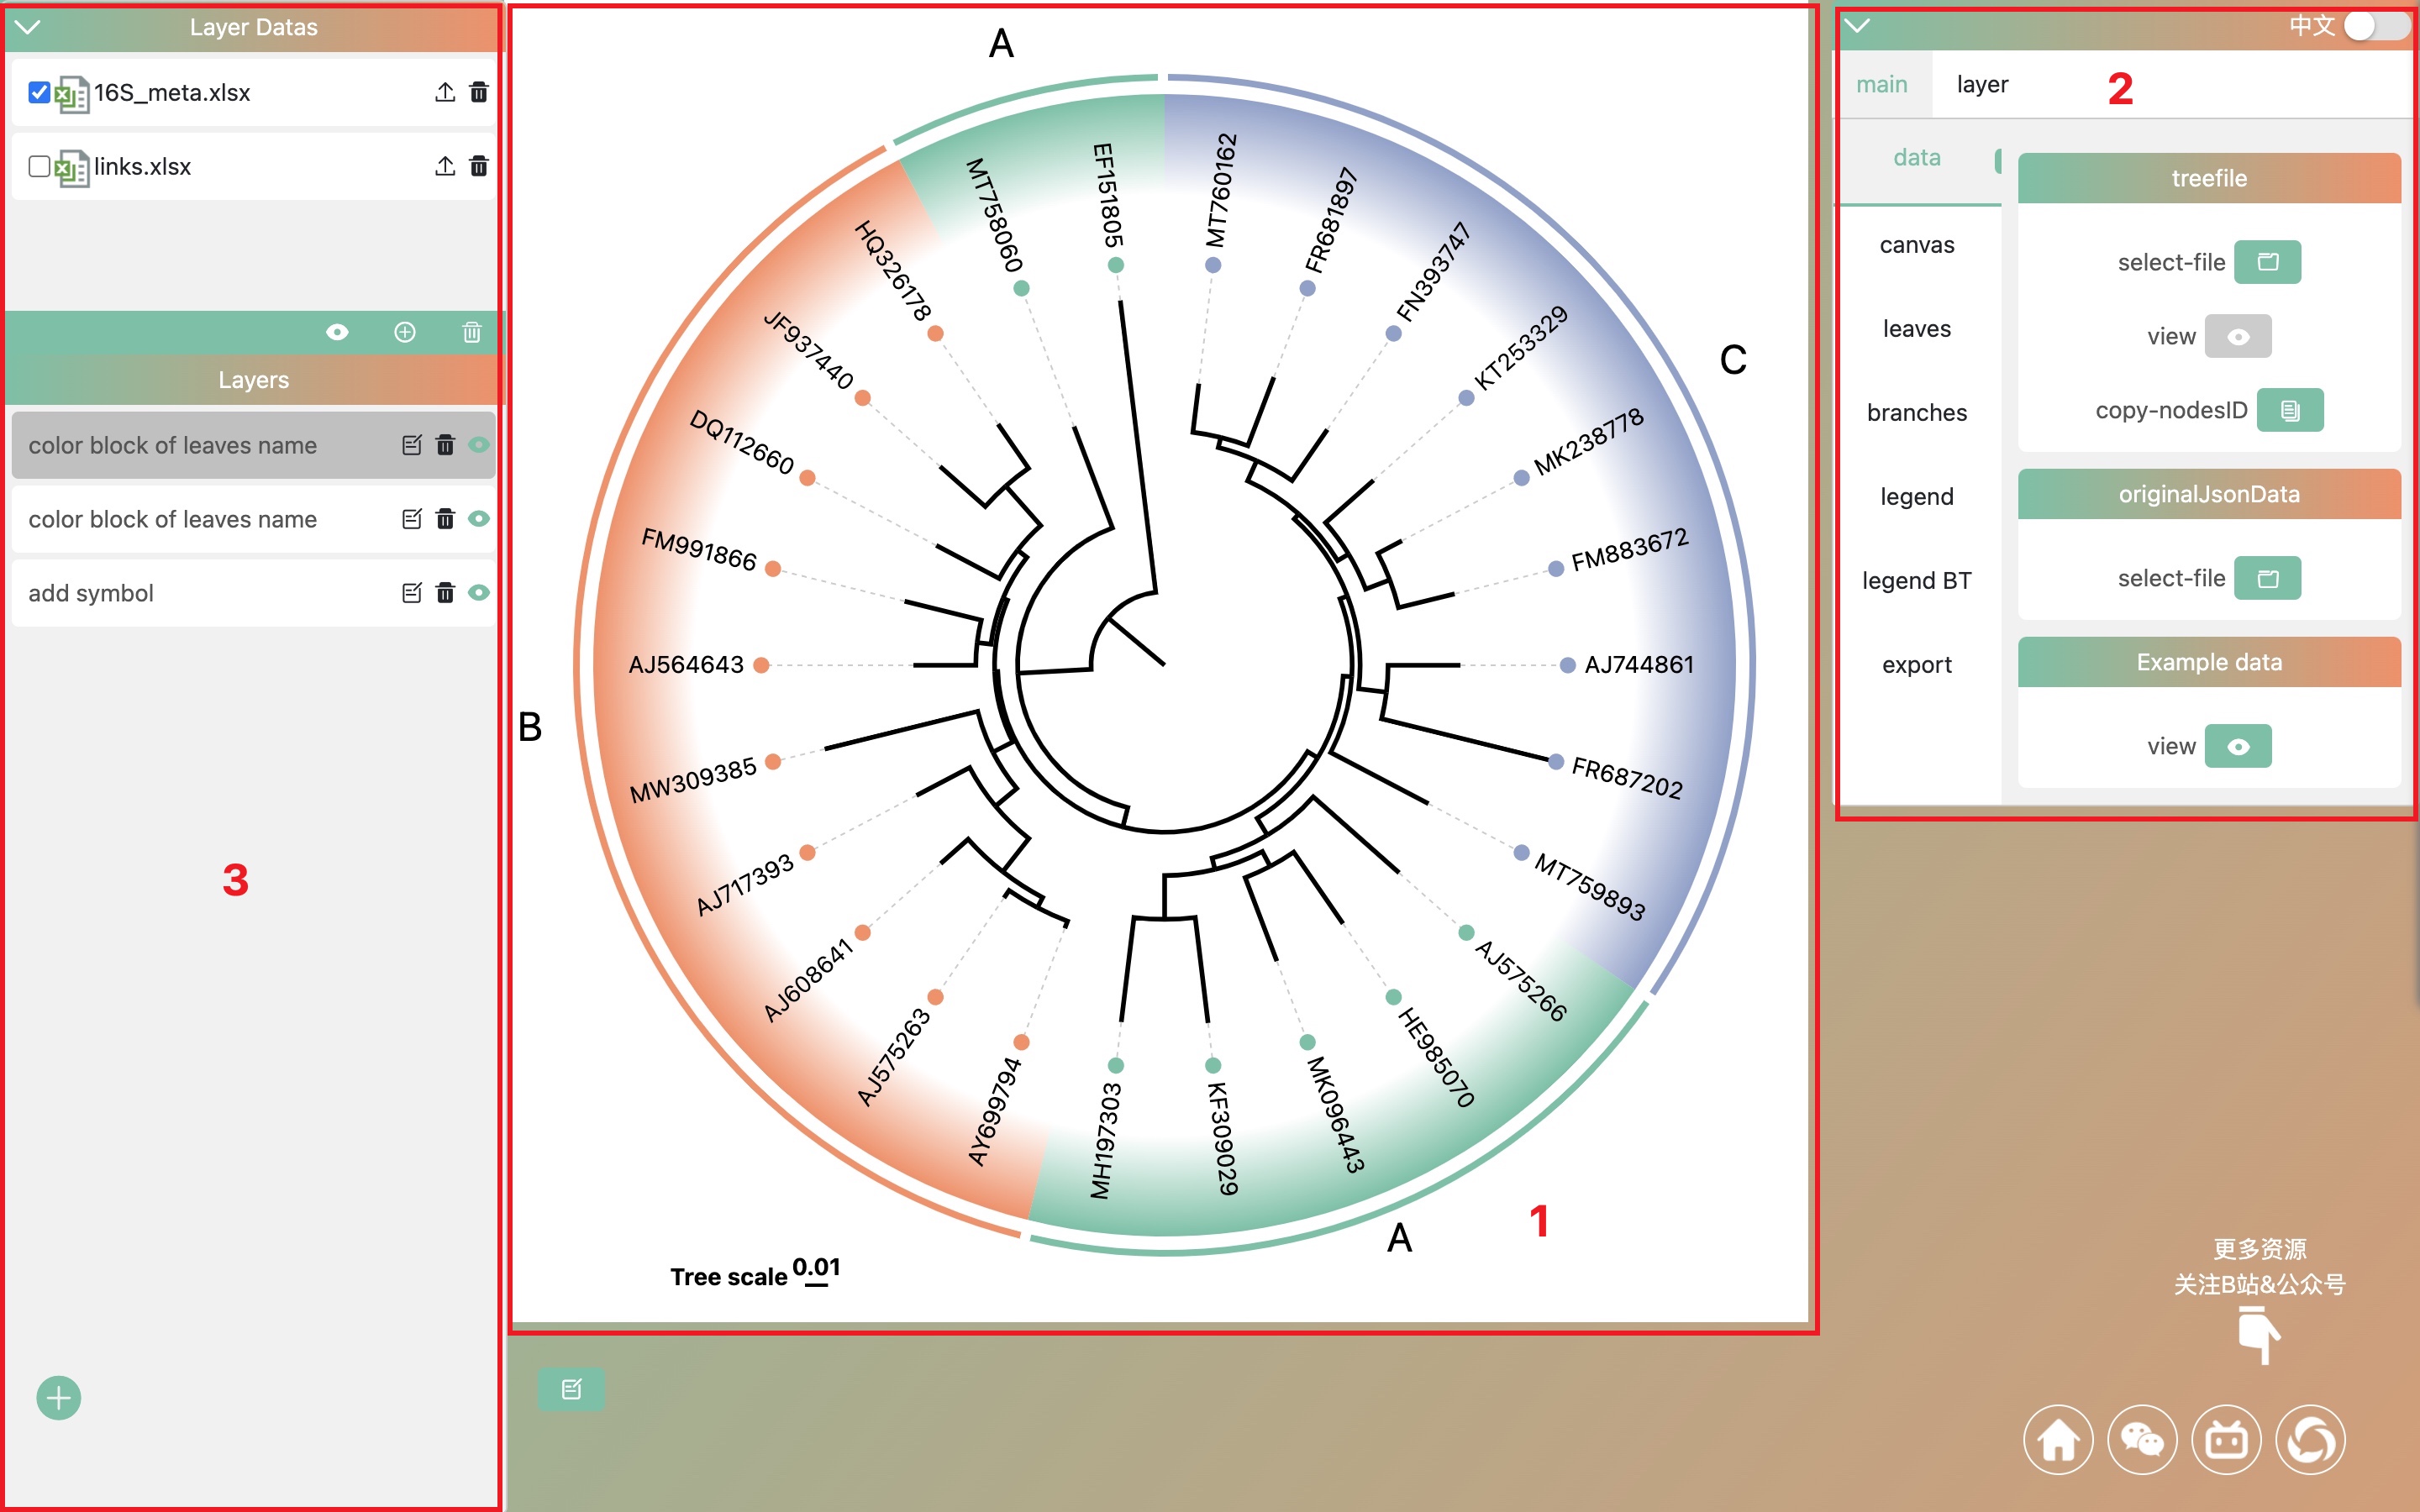 Layer Datas
16S_meta.xlsx
links.xlsx
Layers
color block of leaves name
color block of leaves name
add symbol
3
A
C
B
A
EF151805
MT760162
FR681897
FN393747
KT253329
MK238778
FM883672
AJ744861
FR687202
MT759893
AJ575266
HE985070
MK096443
KF309029
MH197303
AY699794
AJ575263
AJ608641
AJ717393
MW309385
AJ564643
FM991866
DQ112660
JF937440
HQ326178
MT758060
1
Tree scale 0.01
中文
main layer
2
data
canvas
leaves
branches
legend
legend BT
export
treefile
select-file
view
copy-nodesID
originalJsonData
select-file
Example data
view
更多资源
关注B站&公众号